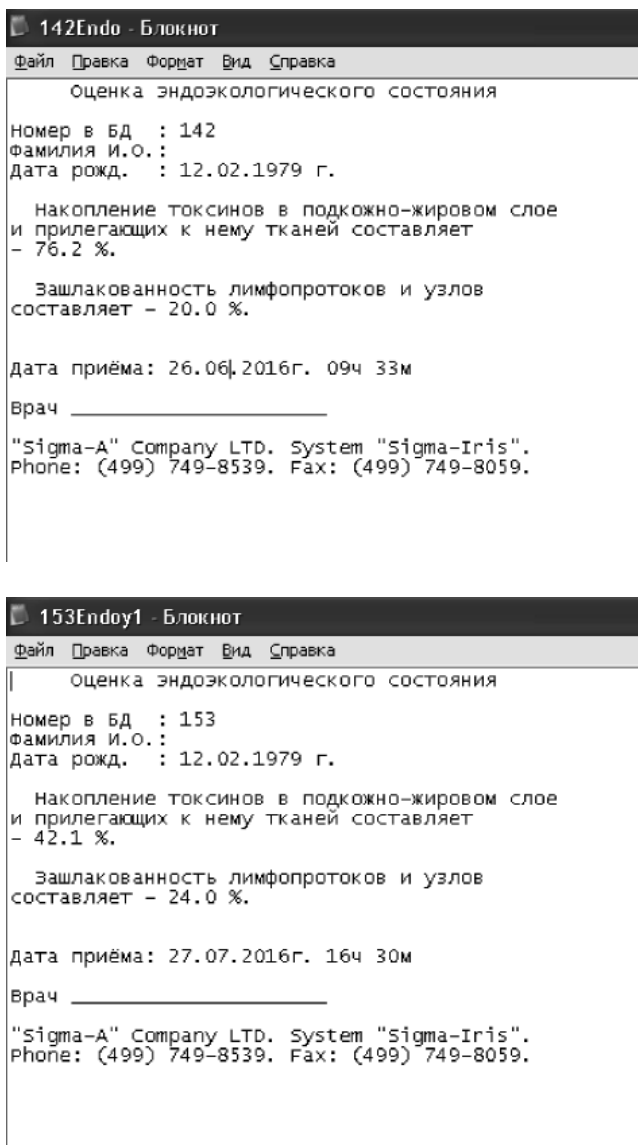 142Endo - Блокнот
Файл Правка Формат Вид Справка
Оценка эндоэкологического состояния
Номер в БД : 142
Фамилия И.О.:
Дата рожд. : 12.02.1979 г.
Накопление токсинов в подкожно-жировом слое
и прилегающих к нему тканей составляет
- 76.2 %.
Зашлакованность лимфопротоков и узлов
составляет - 20.0 %.
Дата приёма: 26.06.2016г. 09ч 33м
Врач ____________________
"Sigma-A" Company LTD. System "Sigma-Iris".
Phone: (499) 749-8539. Fax: (499) 749-8059.
153Endoy1 - Блокнот
Файл Правка Формат Вид Справка
Оценка эндоэкологического состояния
Номер в БД : 153
Фамилия И.О.:
Дата рожд. : 12.02.1979 г.
Накопление токсинов в подкожно-жировом слое
и прилегающих к нему тканей составляет
- 42.1 %.
Зашлакованность лимфопротоков и узлов
составляет - 24.0 %.
Дата приёма: 27.07.2016г. 16ч 30м
Врач ____________________
"Sigma-A" Company LTD. System "Sigma-Iris".
Phone: (499) 749-8539. Fax: (499) 749-8059.